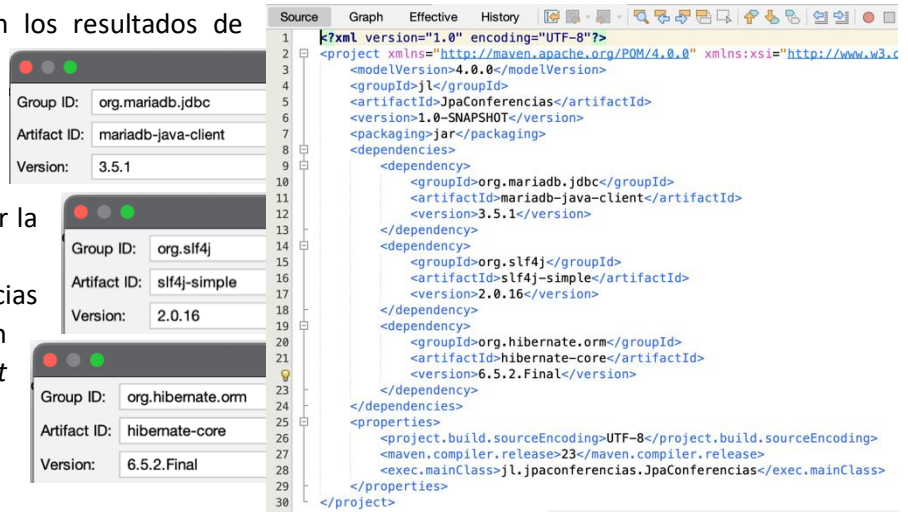 n los resultados de
Group ID: org.mariadb.jdbc
Artifact ID: mariadb-java-client
Version: 3.5.1
r la
Group ID: org.slf4j
Artifact ID: slf4j-simple
Version: 2.0.16
cias
n
t
Group ID: org.hibernate.orm
Artifact ID: hibernate-core
Version: 6.5.2.Final
Source Graph Effective History
1 <?xml version="1.0" encoding="UTF-8"?>
2 <project xmlns="http://maven.apache.org/POM/4.0.0" xmlns:xsi="http://www.w3.o
3 <modelVersion>4.0.0</modelVersion>
4 <groupId>jl</groupId>
5 <artifactId>JpaConferencias</artifactId>
6 <version>1.0-SNAPSHOT</version>
7 <packaging>jar</packaging>
8 <dependencies>
9 <dependency>
10 <groupId>org.mariadb.jdbc</groupId>
11 <artifactId>mariadb-java-client</artifactId>
12 <version>3.5.1</version>
13 </dependency>
14 <dependency>
15 <groupId>org.slf4j</groupId>
16 <artifactId>slf4j-simple</artifactId>
17 <version>2.0.16</version>
18 </dependency>
19 <dependency>
20 <groupId>org.hibernate.orm</groupId>
21 <artifactId>hibernate-core</artifactId>
<version>6.5.2.Final</version>
23 </dependency>
24 </dependencies>
25 <properties>
26 <project.build.sourceEncoding>UTF-8</project.build.sourceEncoding>
27 <maven.compiler.release>23</maven.compiler.release>
28 <exec.mainClass>jl.jpaconferencias.JpaConferencias</exec.mainClass>
29 </properties>
30 </project>